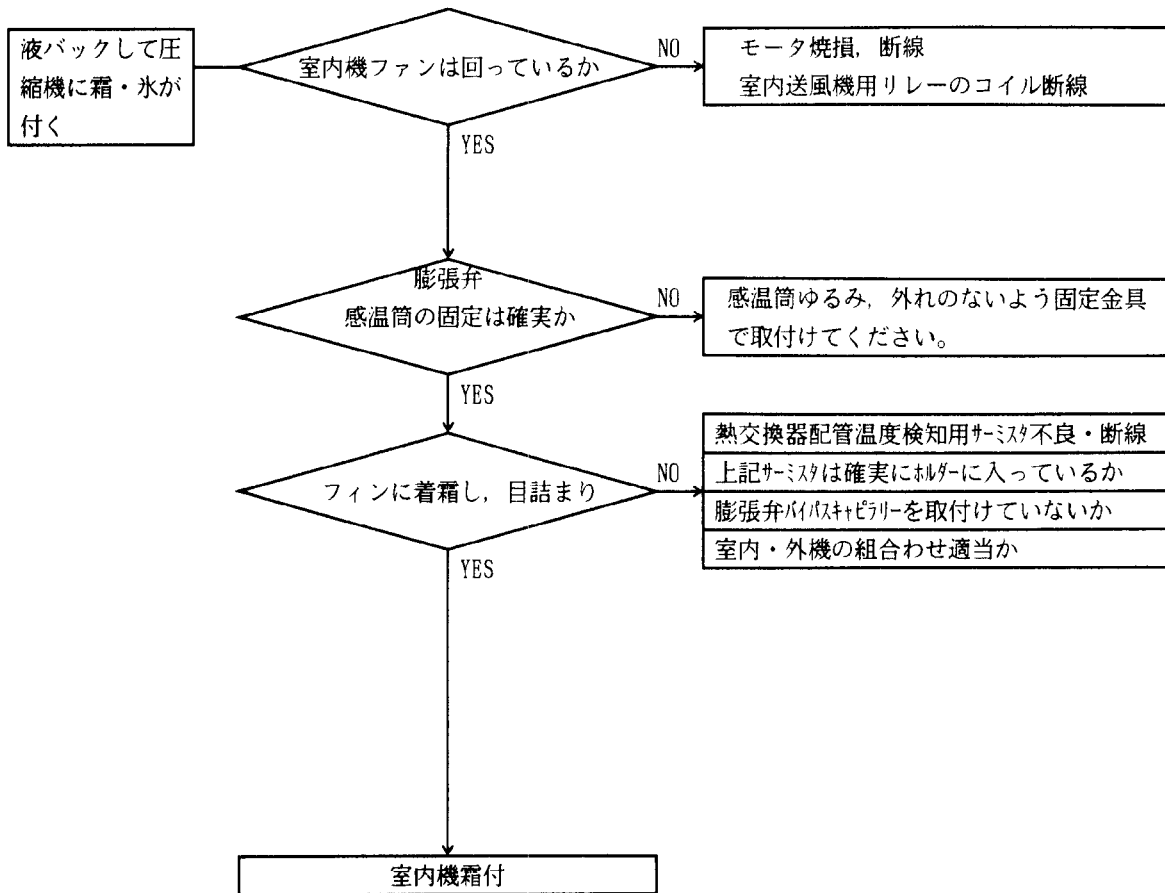 液バックして圧
縮機に霜・氷が
付く
室内機ファンは回っているか
NO
モータ焼損，断線
室内送風機用リレーのコイル断線
YES
膨張弁
感温筒の固定は確実か
NO
感温筒ゆるみ，外れのないよう固定金具
で取付けてください。
YES
フィンに着霜し，目詰まり
NO
熱交換器配管温度検知用ｻｰﾐｽﾀ不良・断線
上記ｻｰﾐｽﾀは確実にﾎﾙﾀﾞｰに入っているか
膨張弁ﾊﾞｲﾊﾟｽｷｬﾋﾟﾗﾘｰを取付けていないか
室内・外機の組合わせ適当か
YES
室内機霜付